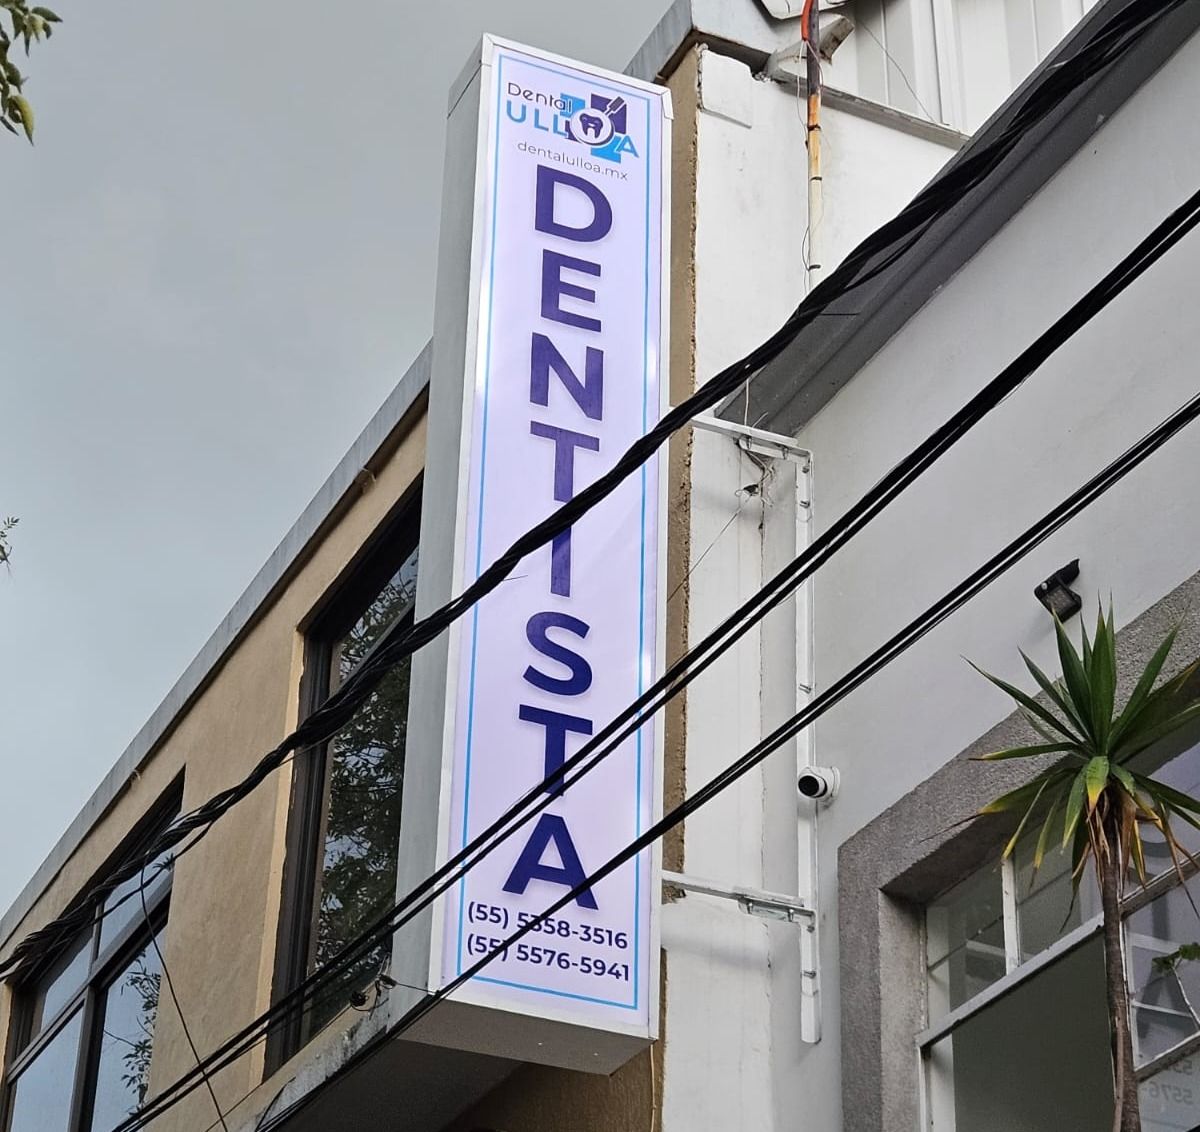 Dental
ULLOA
dentalulloa.mx
DENTISTA
(55) 5358-3516
(55) 5576-5941